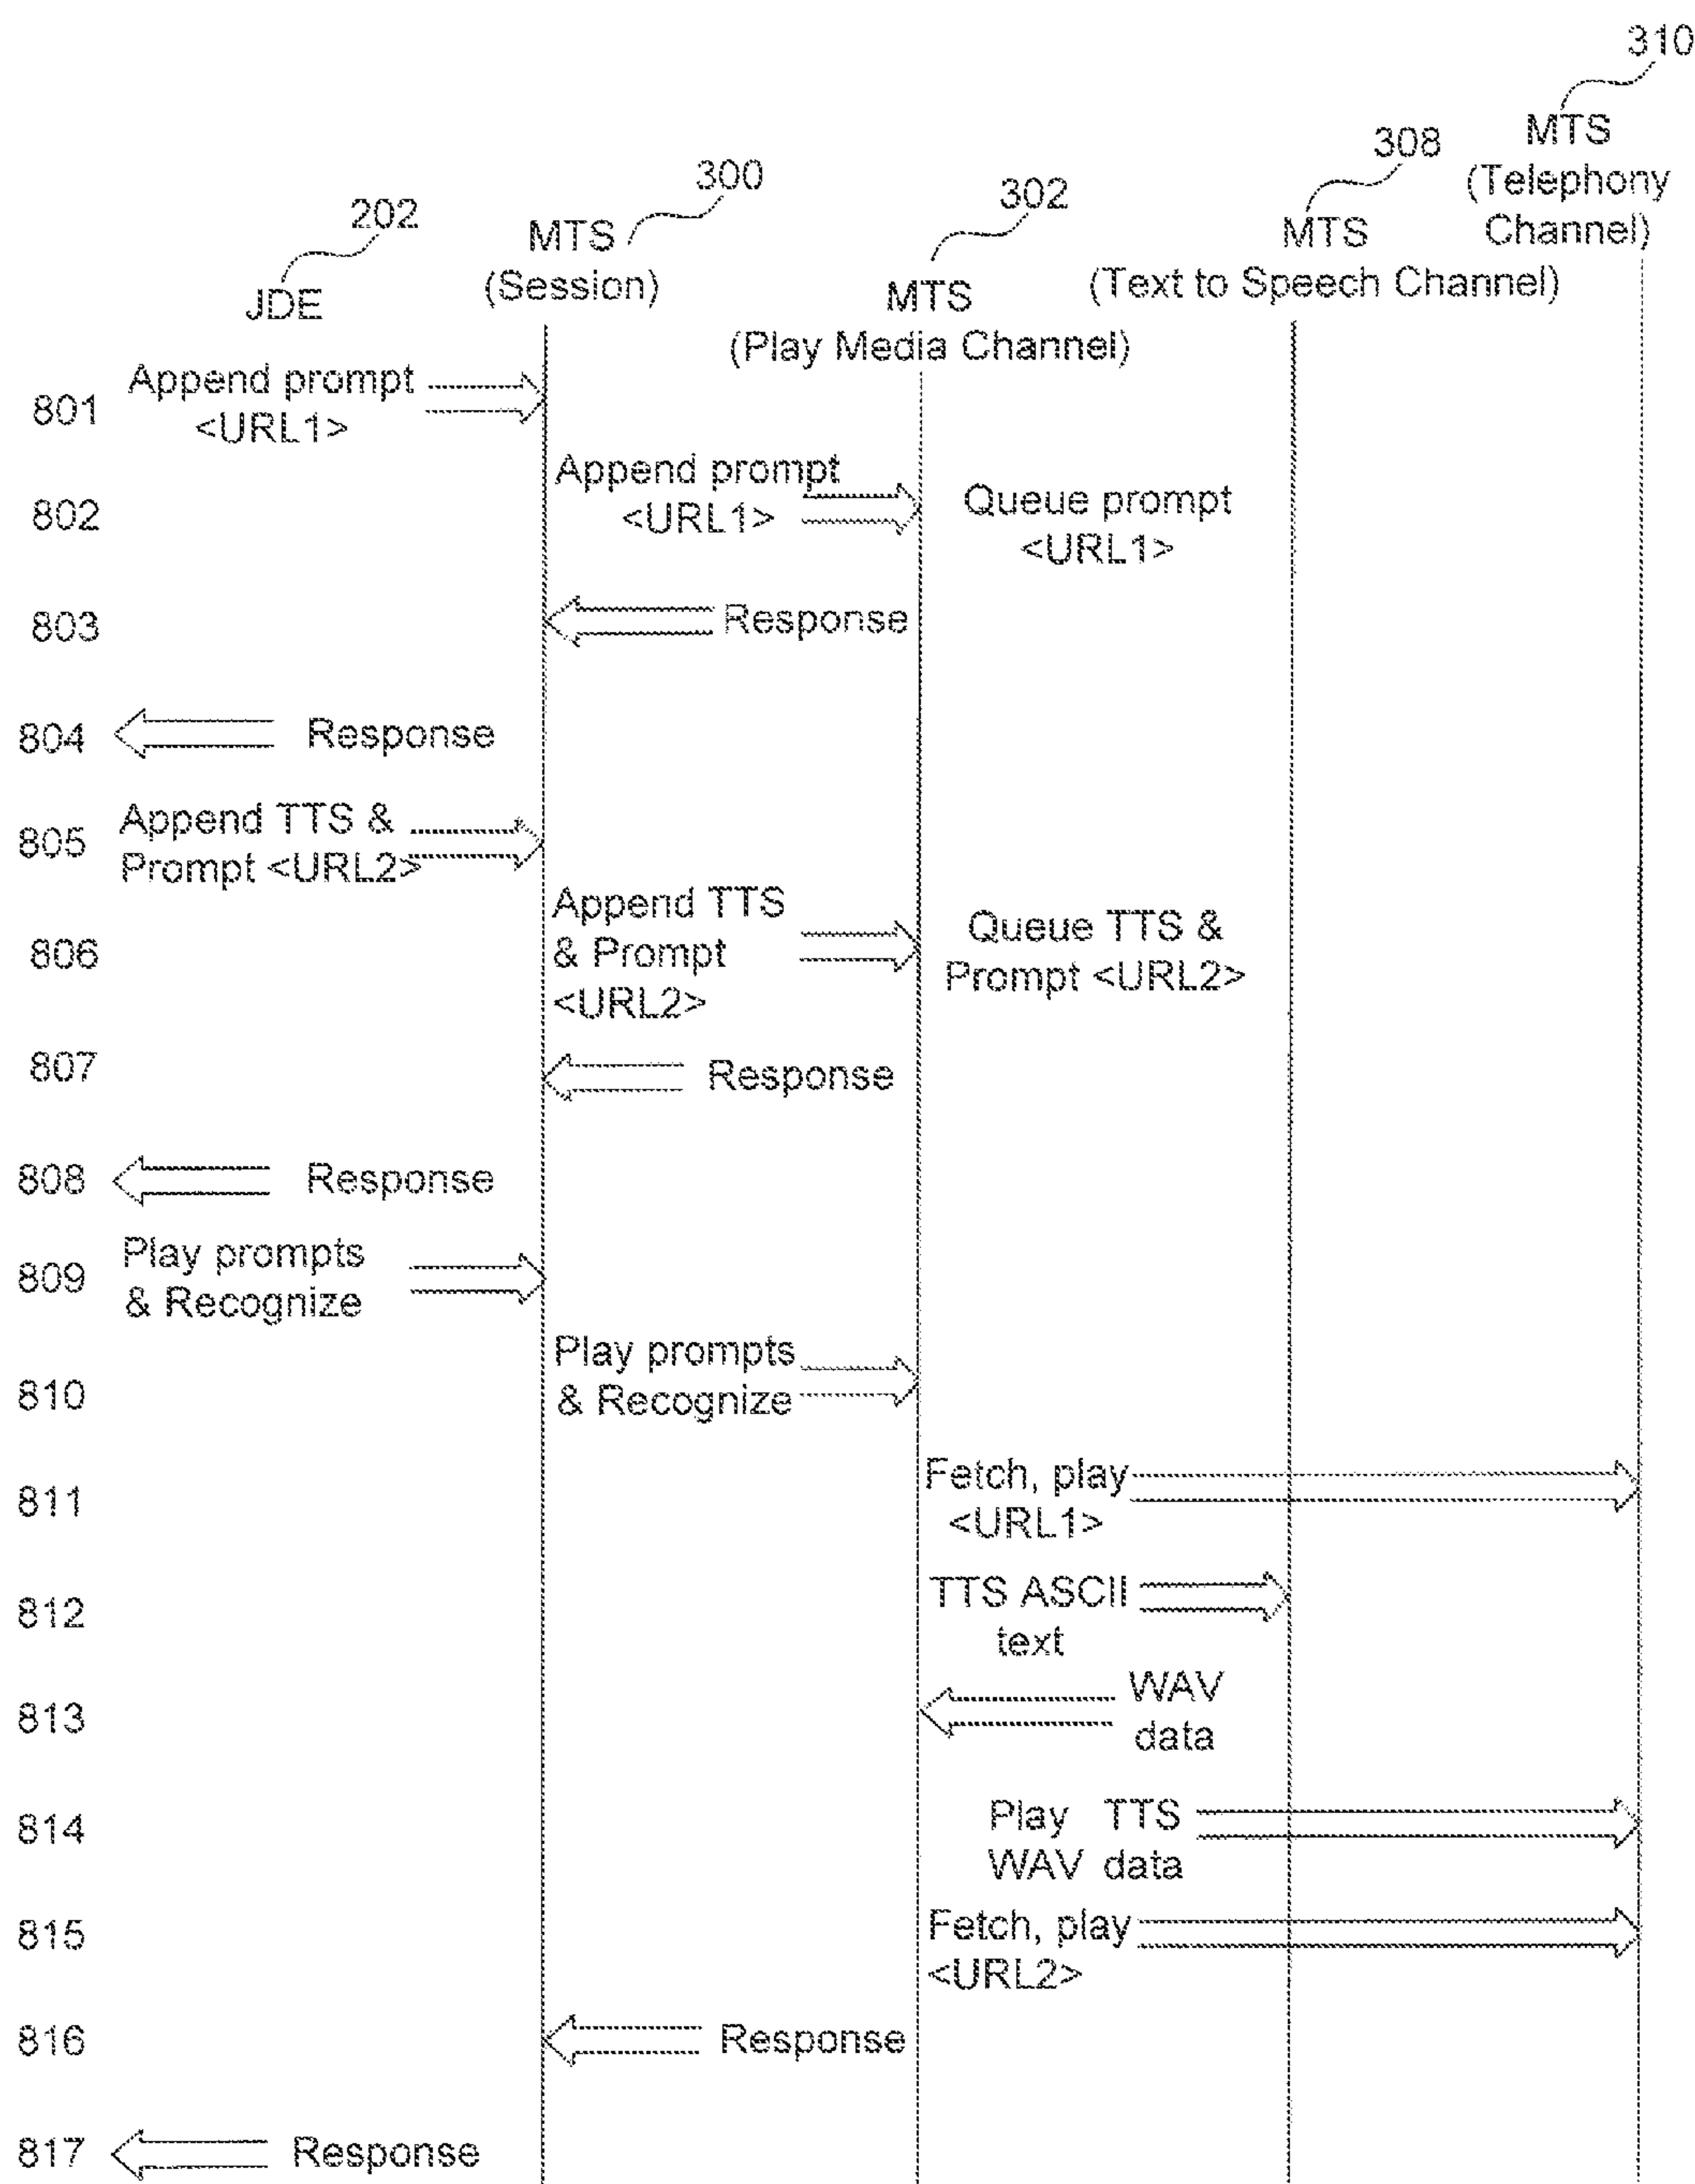 310
MTS
(Telephony
Channel)
308
MTS
(Text to Speech Channel)
302
MTS
(Play Media Channel)
300
MTS
(Session)
202
JDE
801
Append prompt
<URL1>
802
Append prompt
<URL1>
Queue prompt
<URL1>
803
Response
804
Response
805
Append TTS &
Prompt <URL2>
806
Append TTS
& Prompt
<URL2>
Queue TTS &
Prompt <URL2>
807
Response
808
Response
809
Play prompts
& Recognize
810
Play prompts
& Recognize
811
Fetch, play
<URL1>
812
TTS ASCII
text
813
WAV
data
814
Play TTS
WAV data
815
Fetch, play
<URL2>
816
Response
817
Response